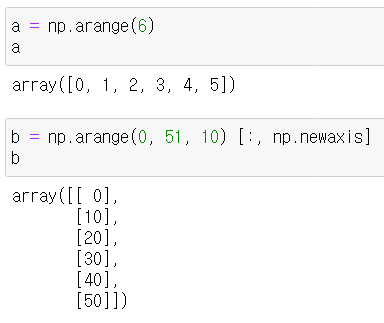 a = np.arange(6)
a
array([0, 1, 2, 3, 4, 5])
b = np.arange(0, 51, 10) [:, np.newaxis]
b
array([[ 0],
       [10],
       [20],
       [30],
       [40],
       [50]])